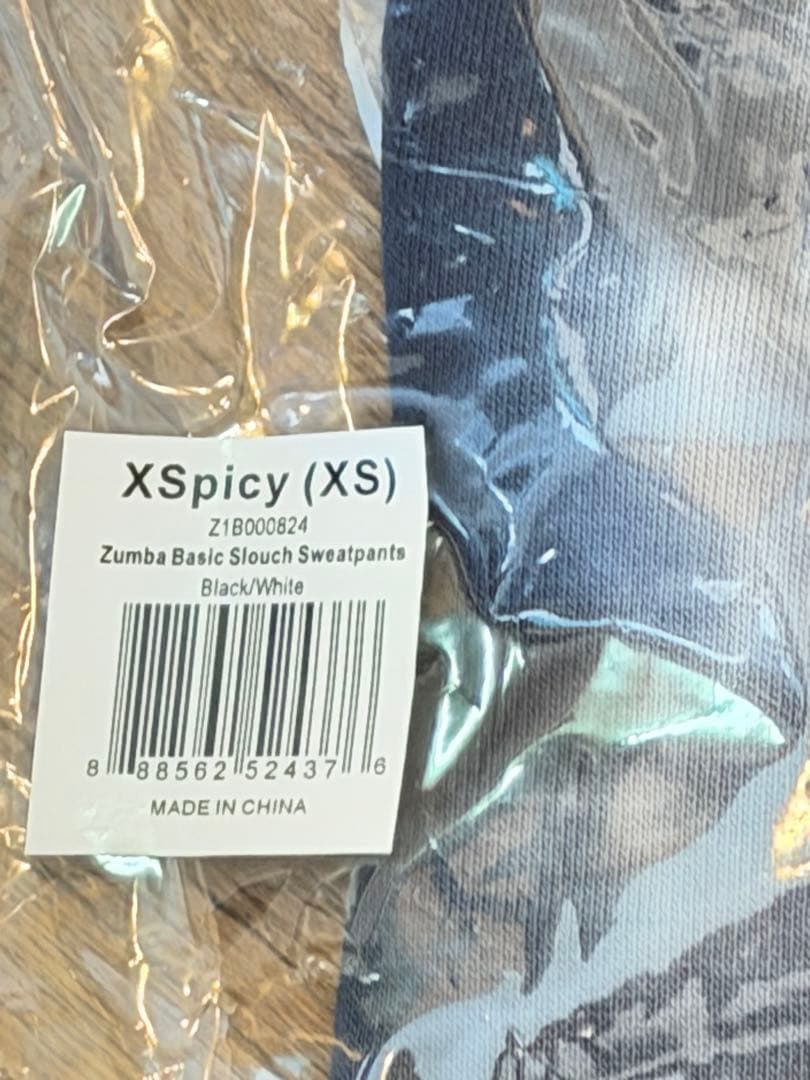 XSpicy (XS)
Z1B000824
Zumba Basic Slouch Sweatpants
Black/White
8 88562 52437 6
MADE IN CHINA